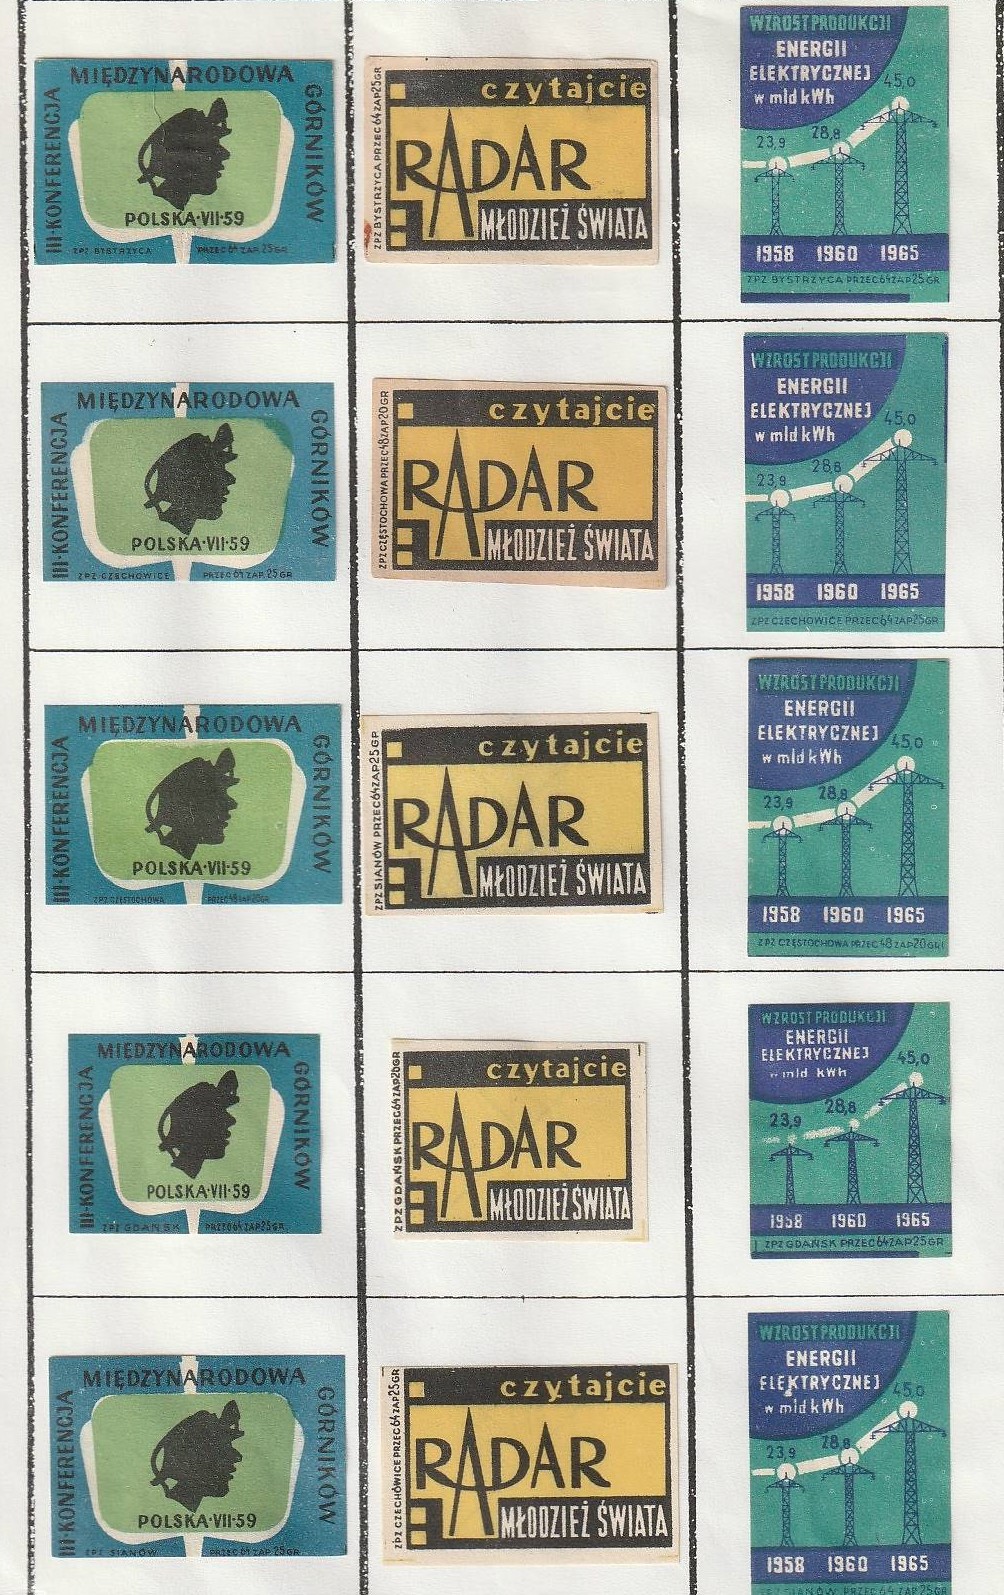 MIĘDZYNARODOWA
III·KONFERENCJA
GÓRNIKÓW
POLSKA·VII·59
ZPZ BYSTRZYCA PRZEC 64 ZAP 25 GR
czytajcie
RADAR
MŁODZIEŻ ŚWIATA
ZPZ BYSTRZYCA PRZEC 64 ZAP 25 GR
WZROST PRODUKCJI
ENERGII
ELEKTRYCZNEJ
w mld kWh
45,0
28,8
23,9
1958 1960 1965
ZPZ BYSTRZYCA PRZEC 64 ZAP 25 GR
MIĘDZYNARODOWA
III·KONFERENCJA
GÓRNIKÓW
POLSKA·VII·59
ZPZ CZECHOWICE PRZEC 64 ZAP 25 GR
czytajcie
RADAR
MŁODZIEŻ ŚWIATA
ZPZ CZĘSTOCHOWA PRZEC 48 ZAP 20 GR
WZROST PRODUKCJI
ENERGII
ELEKTRYCZNEJ
w mld kWh
45,0
28,8
23,9
1958 1960 1965
ZPZ CZECHOWICE PRZEC 64 ZAP 25 GR
MIĘDZYNARODOWA
III·KONFERENCJA
GÓRNIKÓW
POLSKA·VII·59
ZPZ CZĘSTOCHOWA PRZEC 48 ZAP 20 GR
czytajcie
RADAR
MŁODZIEŻ ŚWIATA
ZPZ SIANÓW PRZEC 64 ZAP 25 GR
WZROST PRODUKCJI
ENERGII
ELEKTRYCZNEJ
w mld kWh
45,0
28,8
23,9
1958 1960 1965
ZPZ CZĘSTOCHOWA PRZEC 48 ZAP 20 GR
MIĘDZYNARODOWA
III·KONFERENCJA
GÓRNIKÓW
POLSKA·VII·59
ZPZ GDAŃSK PRZEC 64 ZAP 25 GR
czytajcie
RADAR
MŁODZIEŻ ŚWIATA
ZPZ GDAŃSK PRZEC 64 ZAP 20 GR
WZROST PRODUKCJI
ENERGII
ELEKTRYCZNEJ
w mld kWh
45,0
28,8
23,9
1958 1960 1965
ZPZ GDAŃSK PRZEC 64 ZAP 25 GR
MIĘDZYNARODOWA
III·KONFERENCJA
GÓRNIKÓW
POLSKA·VII·59
ZPZ SIANÓW PRZEC 64 ZAP 25 GR
czytajcie
RADAR
MŁODZIEŻ ŚWIATA
ZPZ CZECHOWICE PRZEC 64 ZAP 25 GR
WZROST PRODUKCJI
ENERGII
ELEKTRYCZNEJ
w mld kWh
45,0
28,8
23,9
1958 1960 1965
ZPZ SIANÓW PRZEC 64 ZAP 25 GR